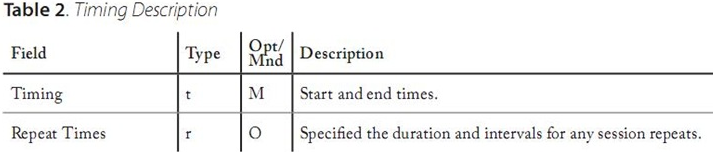 Table 2. Timing Description
Field Type Opt/Mnd Description
Timing t M Start and end times.
Repeat Times r O Specified the duration and intervals for any session repeats.